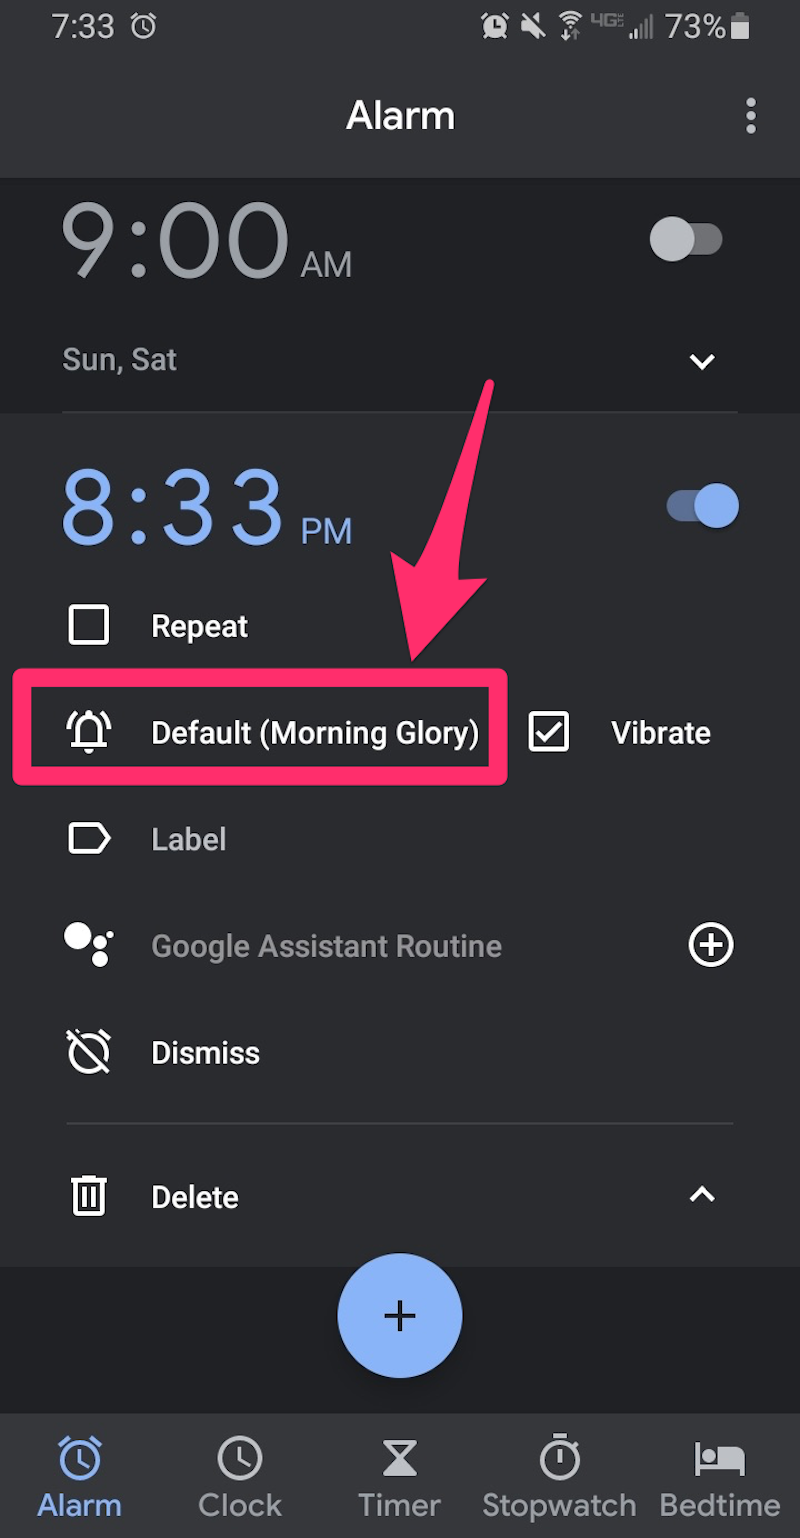 7:33 4GE 73%
Alarm
9:00 AM
Sun, Sat
8:33 PM
Repeat
Default (Morning Glory) Vibrate
Label
Google Assistant Routine
Dismiss
Delete
Alarm Clock Timer Stopwatch Bedtime